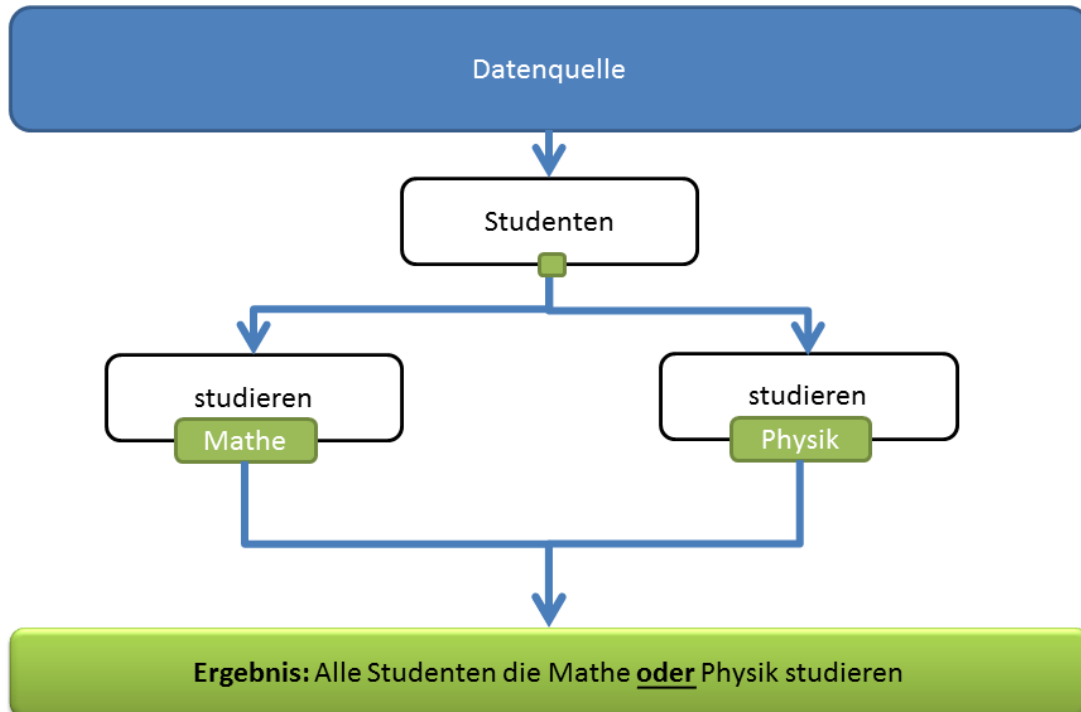 Datenquelle
Studenten
studieren
Mathe
studieren
Physik
Ergebnis: Alle Studenten die Mathe oder Physik studieren